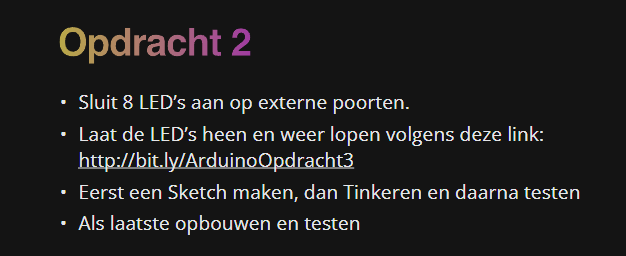 Opdracht 2
• Sluit 8 LED’s aan op externe poorten.
• Laat de LED’s heen en weer lopen volgens deze link:
http://bit.ly/ArduinoOpdracht3
• Eerst een Sketch maken, dan Tinkeren en daarna testen
• Als laatste opbouwen en testen